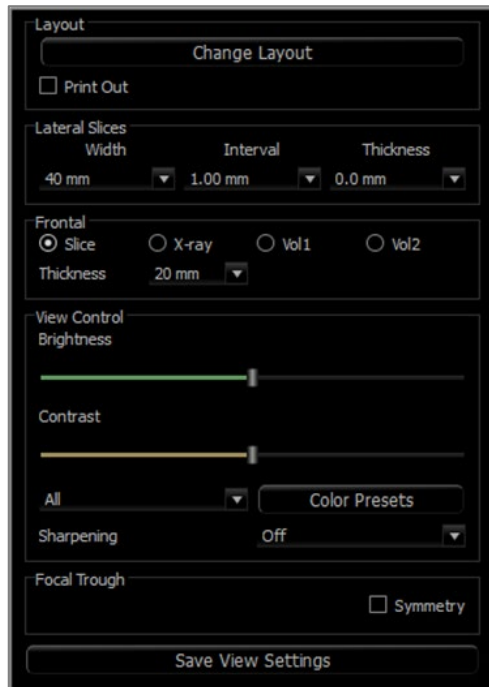 Layout
Change Layout
Print Out
Lateral Slices
Width Interval Thickness
40 mm 1.00 mm 0.0 mm
Frontal
Slice X-ray Vol1 Vol2
Thickness 20 mm
View Control
Brightness
Contrast
All Color Presets
Sharpening Off
Focal Trough
Symmetry
Save View Settings